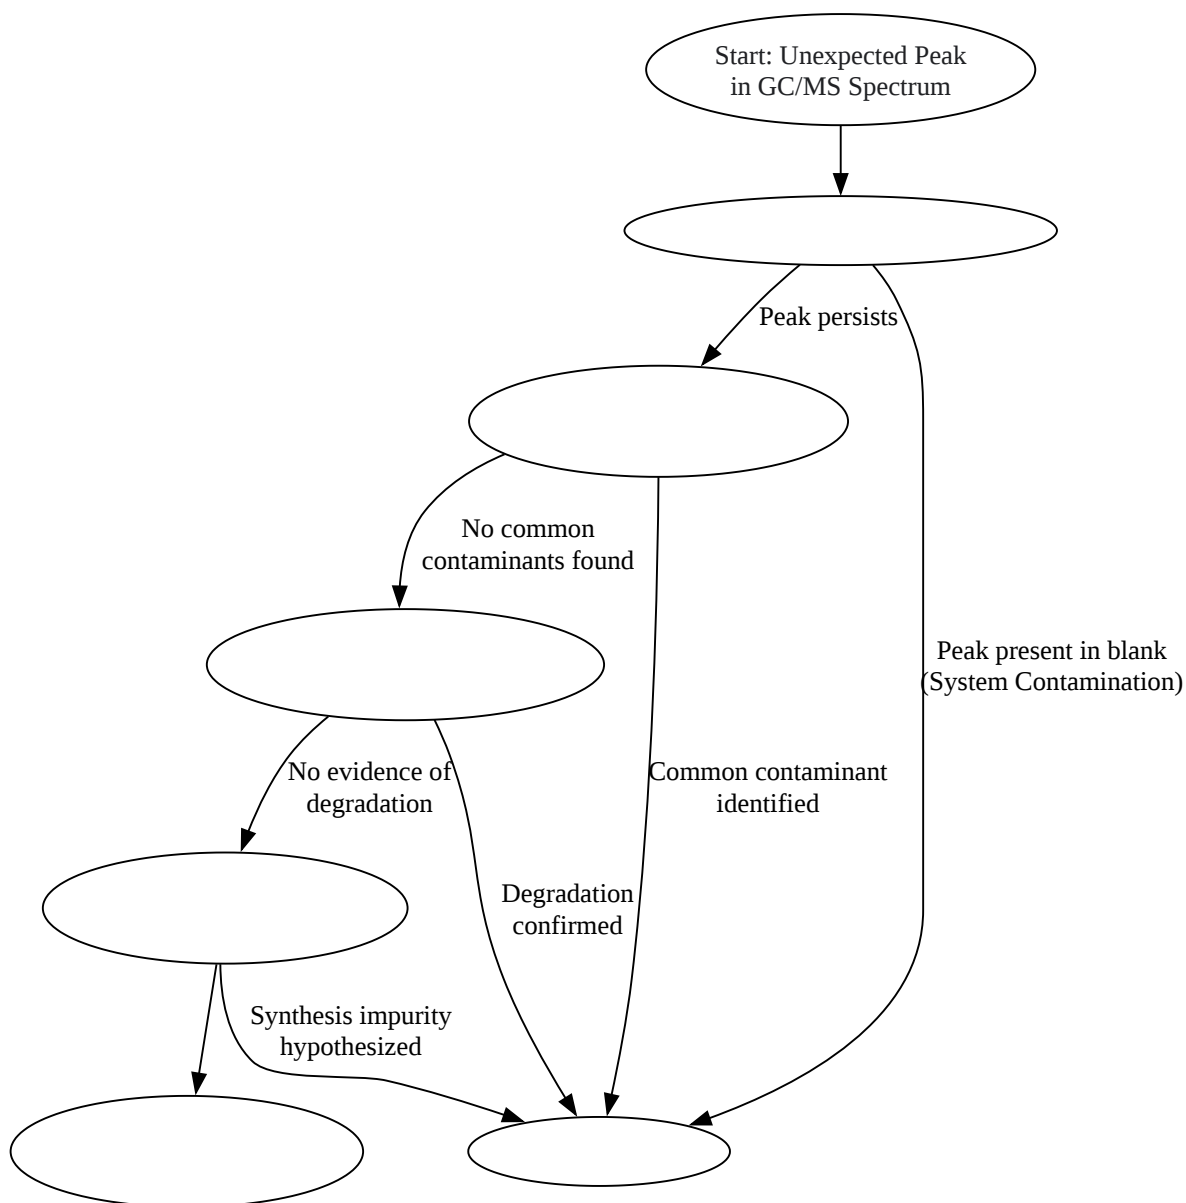 Start: Unexpected Peak
in GC/MS Spectrum
Peak persists
No common
contaminants found
Peak present in blank
(System Contamination)
No evidence of
degradation
Common contaminant
identified
Degradation
confirmed
Synthesis impurity
hypothesized